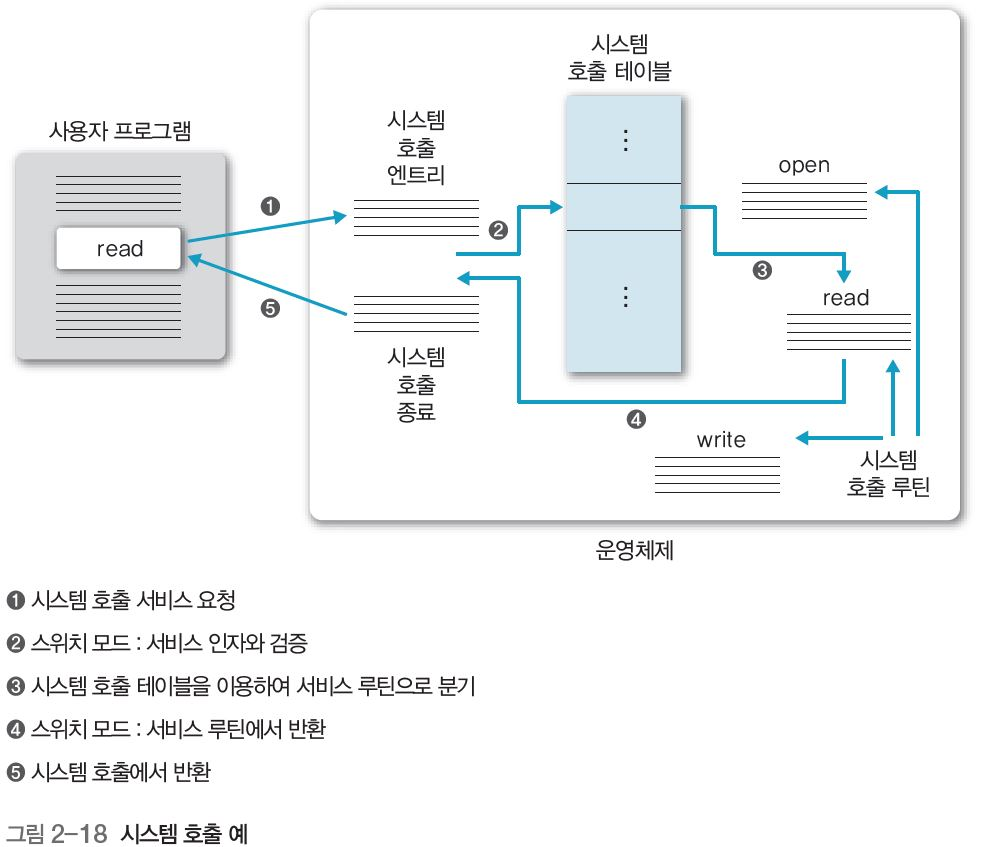 시스템
호출 테이블
사용자 프로그램
시스템
호출
엔트리
⋮
open
❶
read
❷
❸
❺
⋮
read
시스템
호출
종료
❹
write
시스템
호출 루틴
운영체제
❶ 시스템 호출 서비스 요청
❷ 스위치 모드 : 서비스 인자와 검증
❸ 시스템 호출 테이블을 이용하여 서비스 루틴으로 분기
❹ 스위치 모드 : 서비스 루틴에서 반환
❺ 시스템 호출에서 반환
그림 2-18 시스템 호출 예